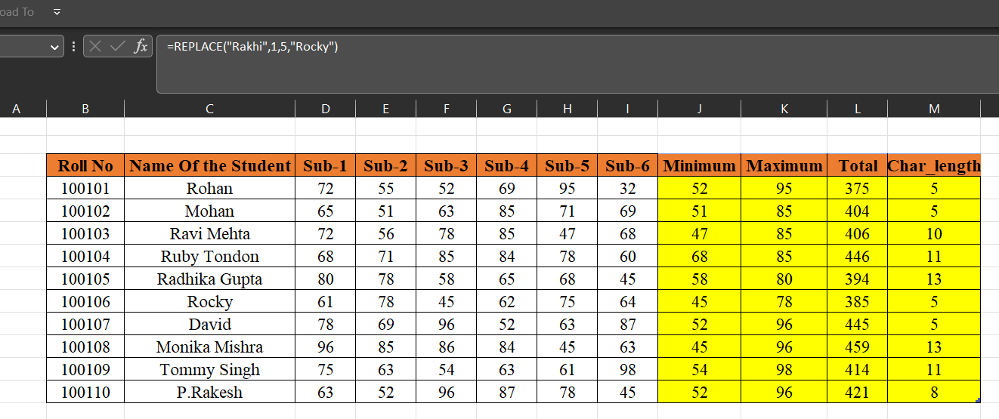 oad To
fx =REPLACE("Rakhi",1,5,"Rocky")
A B C D E F G H I J K L M
Roll No Name Of the Student Sub-1 Sub-2 Sub-3 Sub-4 Sub-5 Sub-6 Minimum Maximum Total Char_length
100101 Rohan 72 55 52 69 95 32 52 95 375 5
100102 Mohan 65 51 63 85 71 69 51 85 404 5
100103 Ravi Mehta 72 56 78 85 47 68 47 85 406 10
100104 Ruby Tondon 68 71 85 84 78 60 68 85 446 11
100105 Radhika Gupta 80 78 58 65 68 45 58 80 394 13
100106 Rocky 61 78 45 62 75 64 45 78 385 5
100107 David 78 69 96 52 63 87 52 96 445 5
100108 Monika Mishra 96 85 86 84 45 63 45 96 459 13
100109 Tommy Singh 75 63 54 63 61 98 54 98 414 11
100110 P.Rakesh 63 52 96 87 78 45 52 96 421 8